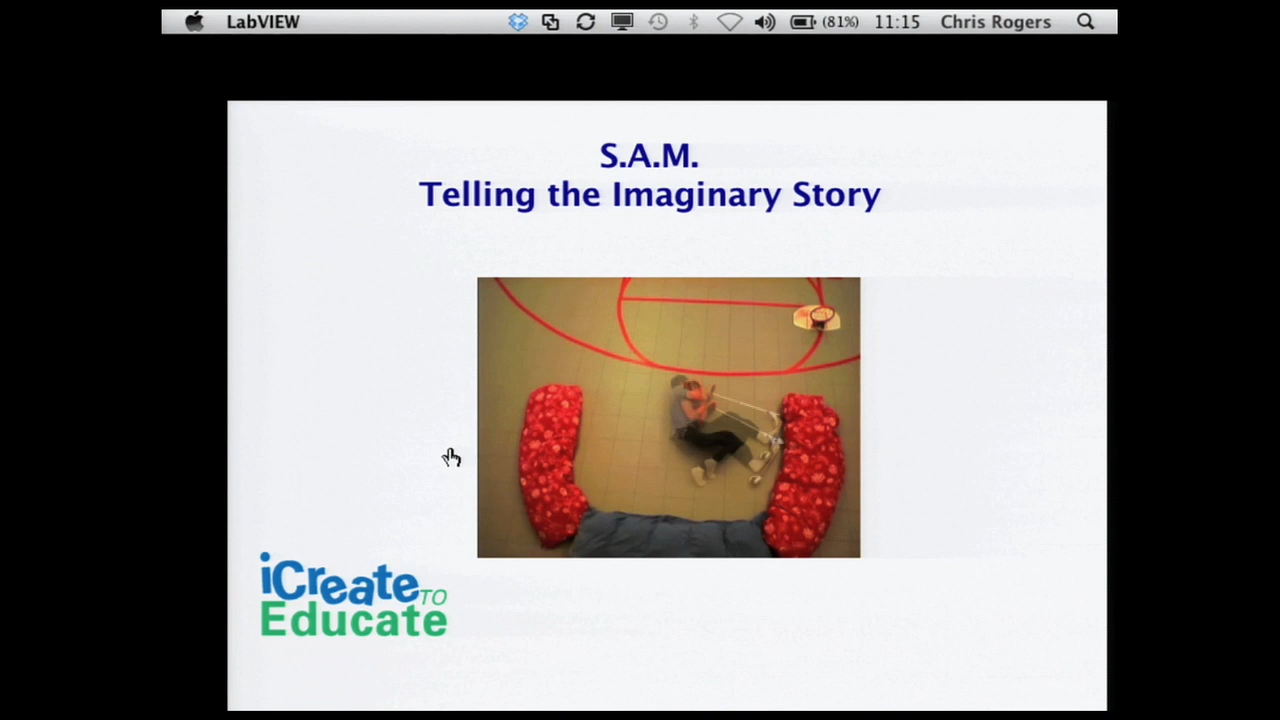 LabVIEW (81%) 11:15 Chris Rogers
S.A.M.
Telling the Imaginary Story
iCreate TO
Educate